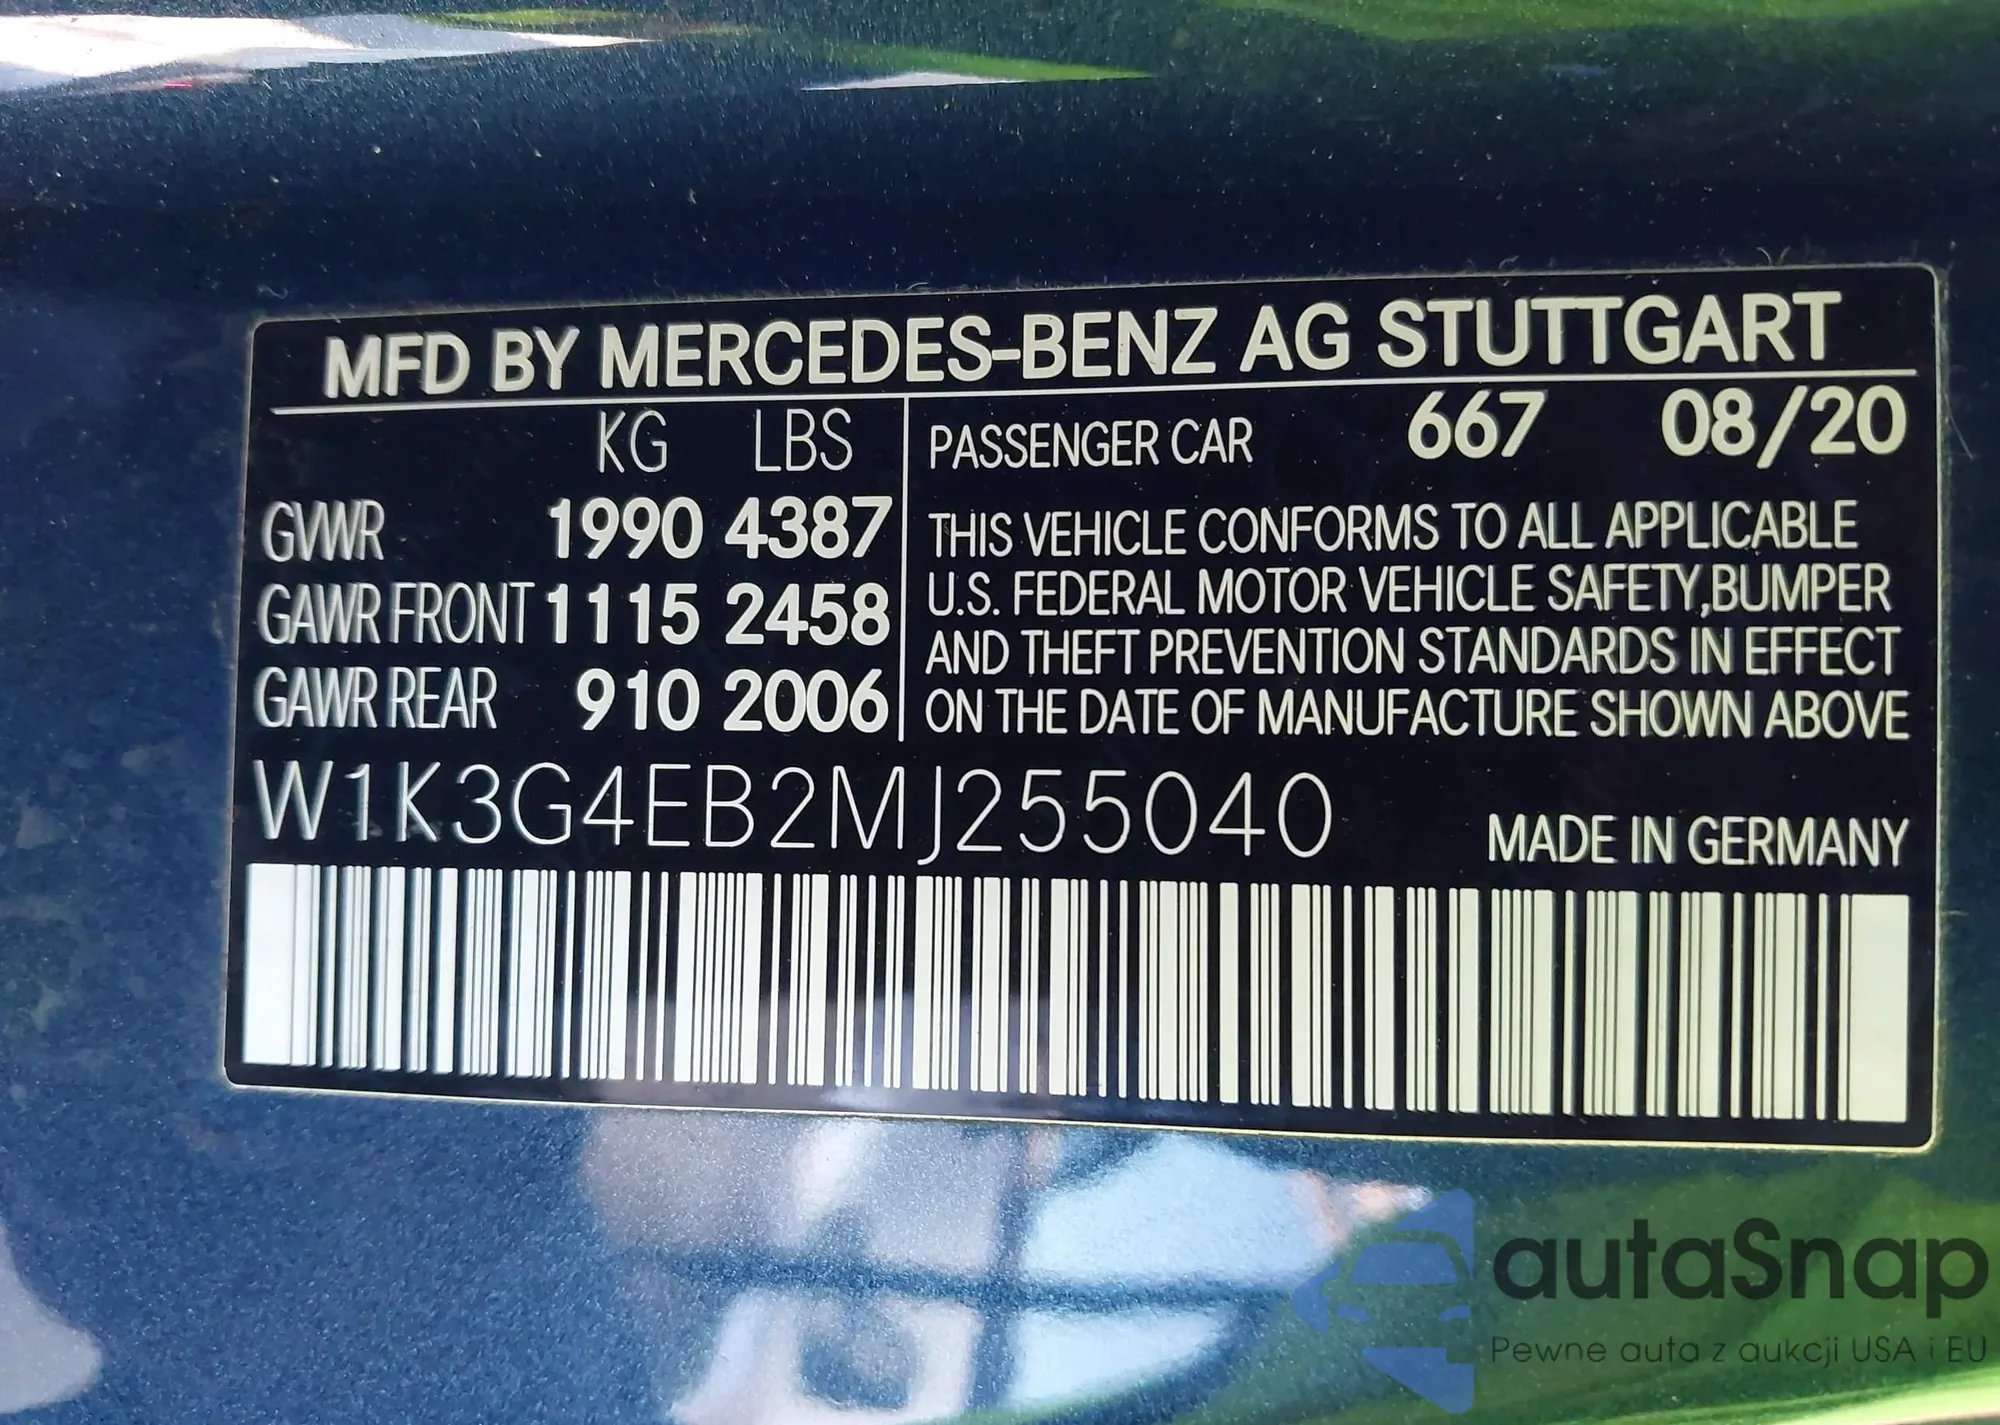 MFD BY MERCEDES-BENZ AG STUTTGART
KG LBS
GVWR 1990 4387
GAWR FRONT 1115 2458
GAWR REAR 910 2006
PASSENGER CAR 667 08/20
THIS VEHICLE CONFORMS TO ALL APPLICABLE
U.S. FEDERAL MOTOR VEHICLE SAFETY,BUMPER
AND THEFT PREVENTION STANDARDS IN EFFECT
ON THE DATE OF MANUFACTURE SHOWN ABOVE
W1K3G4EB2MJ255040
MADE IN GERMANY
autaSnap
Pewne auta z aukcji USA i EU